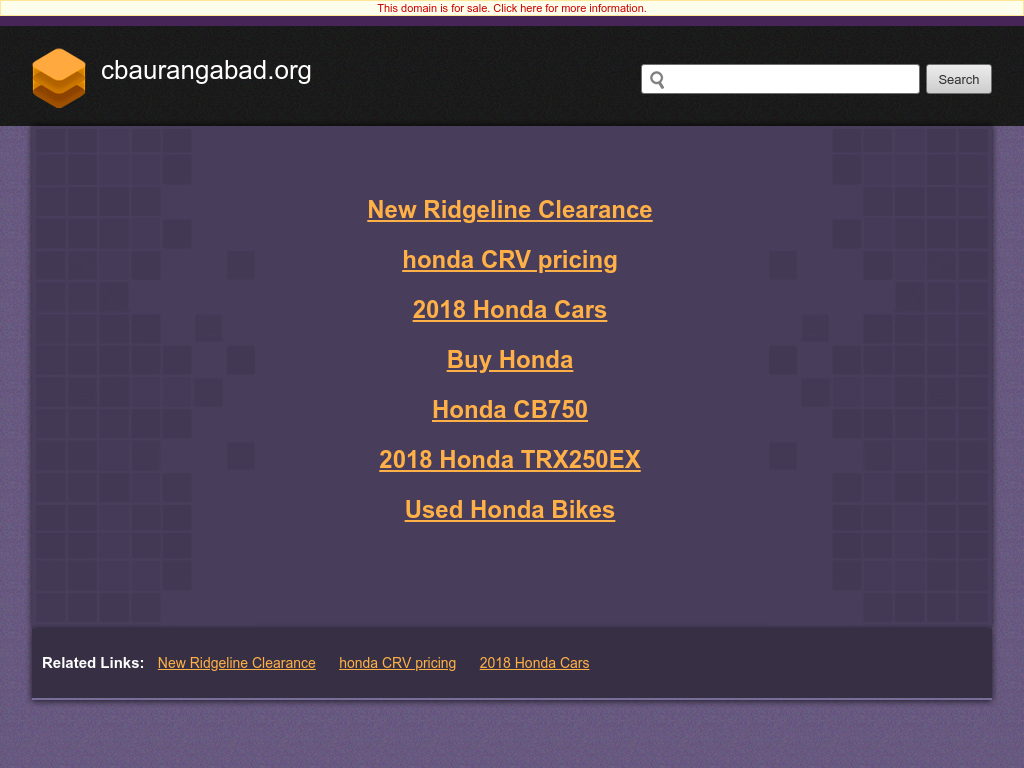 This domain is for sale. Click here for more information.
cbaurangabad.org
Search
New Ridgeline Clearance
honda CRV pricing
2018 Honda Cars
Buy Honda
Honda CB750
2018 Honda TRX250EX
Used Honda Bikes
Related Links: New Ridgeline Clearance honda CRV pricing 2018 Honda Cars